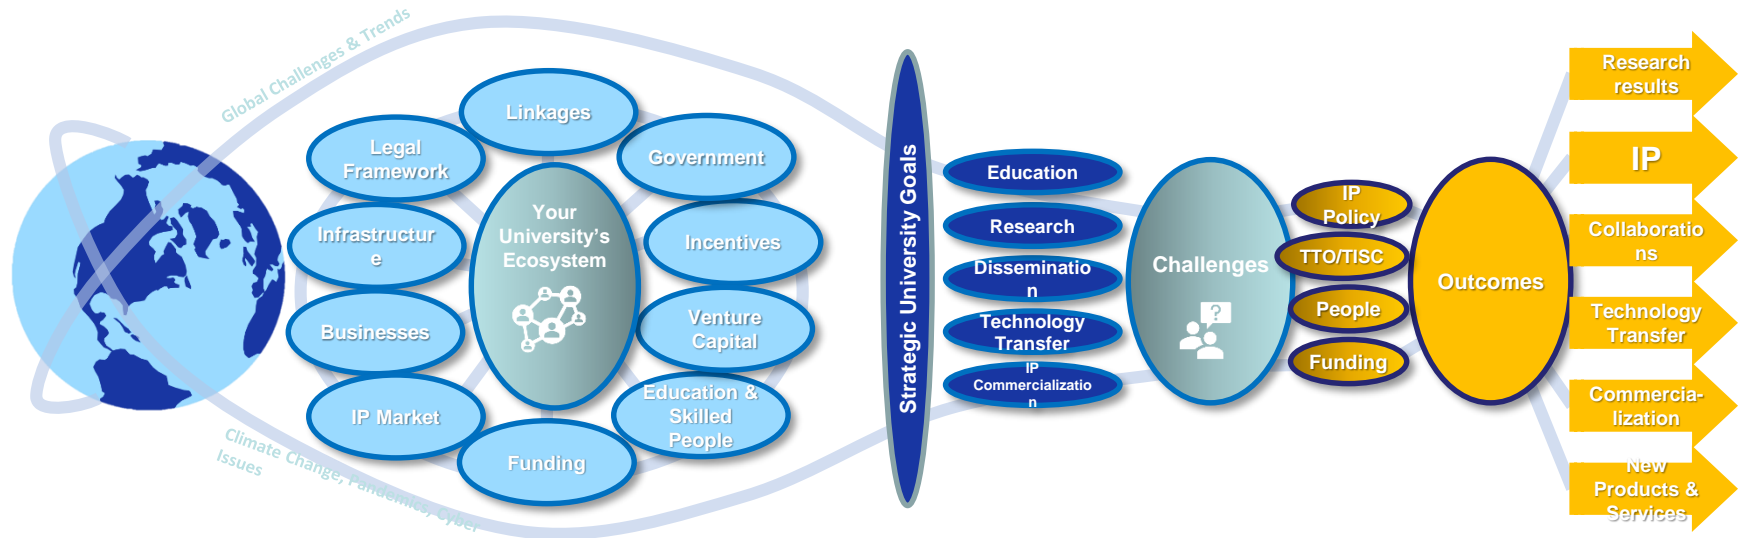 Global Challenges & Trends
Climate Change, Pandemics, Cyber
Issues
Linkages
Legal
Framework
Government
Infrastructur
e
Your
University’s
Ecosystem
Incentives
Businesses
Venture
Capital
IP Market
Education &
Skilled
People
Funding
Strategic University Goals
Education
Research
Disseminatio
n
Technology
Transfer
IP
Commercializatio
n
Challenges
?
IP
Policy
TTO/TISC
People
Funding
Outcomes
Research
results
IP
Collaboratio
ns
Technology
Transfer
Commercia-
lization
New
Products &
Services